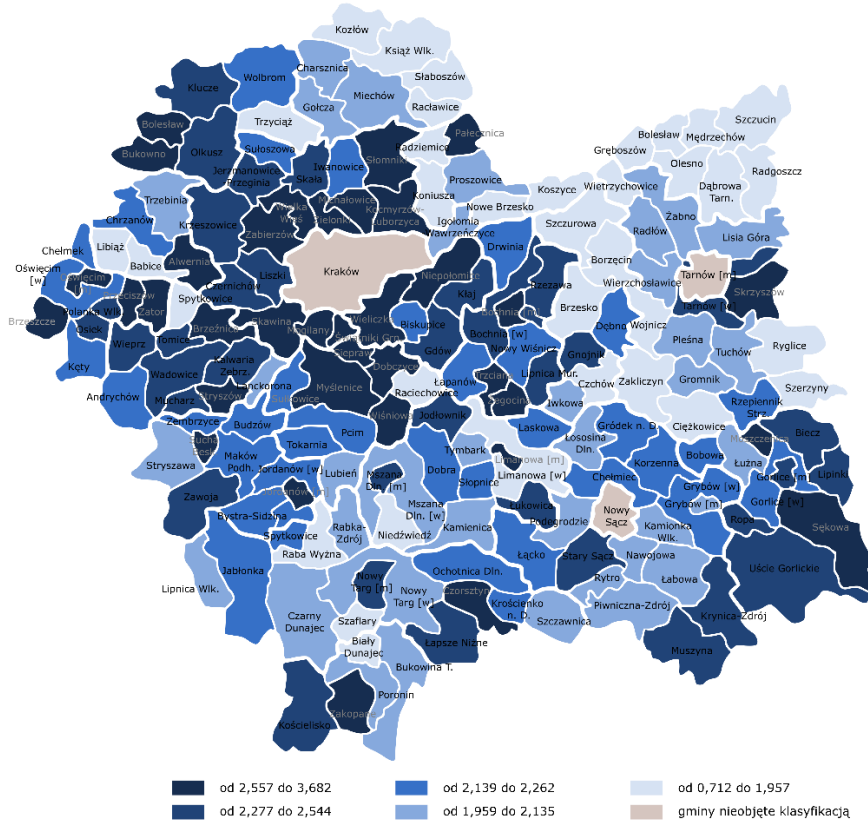 Kozłów
Książ Wlk.
Charsznica
Słaboszów
Wolbrom
Klucze
Miechów
Racławice
Gołcza
Szczucin
Trzyciąż
Bolesław
Pałecznica
Bolesław
Mędrzechów
Radziemice
Sułoszowa
Słomniki
Gręboszów
Olkusz
Iwanowice
Bukowno
Olesno
Radgoszcz
Jerzmanowice
Przeginia
Skała
Proszowice
Koszyce
Wietrzychowice
Dąbrowa
Tarn.
Trzebinia
Koniusza
Michałowice
Wielka
Wieś
Zielonki
Kocmyrzów-
Luborzyca
Nowe Brzesko
Żabno
Chrzanów
Krzeszowice
Igołomia
Wawrzeńczyce
Szczurowa
Radłów
Lisia Góra
Zabierzów
Drwinia
Chełmek
Libiąż
Babice
Alwernia
Borzęcin
Oświęcim
[w]
Kraków
Liszki
Niepołomice
Tarnów [m]
Oświęcim
Czernichów
Kłaj
Rzezawa
Wierzchosławice
Skrzyszów
Przeciszów
Zator
Spytkowice
Polanka Wlk.
Tarnów [w]
Brzeszcze
Osiek
Brzeźnica
Skawina
Wieliczka
Bochnia [m]
Brzesko
Mogilany
Świątniki Grn.
Biskupice
Bochnia [w]
Dębno
Wojnicz
Tomice
Wieprz
Siepraw
Gdów
Nowy Wiśnicz
Pleśna
Ryglice
Kalwaria
Zebrz.
Dobczyce
Gnojnik
Tuchów
Kęty
Wadowice
Lipnica Mur.
Trzciana
Lanckorona
Myślenice
Łapanów
Zakliczyn
Gromnik
Andrychów
Mucharz
Stryszów
Sułkowice
Raciechowice
Czchów
Szerzyny
Żegocina
Iwkowa
Rzepiennik
Strz.
Wiśniowa
Jodłownik
Zembrzyce
Budzów
Laskowa
Gródek n. D.
Ciężkowice
Pcim
Sucha
Besk.
Tokarnia
Łososina
Dln.
Moszczenica
Biecz
Maków
Podh.
Tymbark
Limanowa [m]
Bobowa
Stryszawa
Jordanów [w]
Lubień
Mszana
Dln. [m]
Dobra
Limanowa [w]
Korzenna
Łużna
Słopnice
Chełmiec
Grybów [w]
Gorlice [m]
Lipinki
Zawoja
Jordanów [m]
Mszana
Dln. [w]
Łukowica
Grybów [m]
Gorlice [w]
Bystra-Sidzina
Rabka-
Zdrój
Kamienica
Podegrodzie
Nowy
Sącz
Kamionka
Wlk.
Ropa
Sękowa
Spytkowice
Niedźwiedź
Raba Wyżna
Łącko
Stary Sącz
Nawojowa
Jabłonka
Ochotnica Dln.
Uście Gorlickie
Nowy
Targ [m]
Rytro
Łabowa
Lipnica Wlk.
Nowy
Targ [w]
Czorsztyn
Krościenko
n. D.
Piwniczna-Zdrój
Krynica-Zdrój
Czarny
Dunajec
Szaflary
Szczawnica
Biały
Dunajec
Łapsze Niżne
Muszyna
Bukowina T.
Poronin
Kościelisko
Zakopane
od 2,557 do 3,682
od 2,139 do 2,262
od 0,712 do 1,957
od 2,277 do 2,544
od 1,959 do 2,135
gminy nieobjęte klasyfikacją